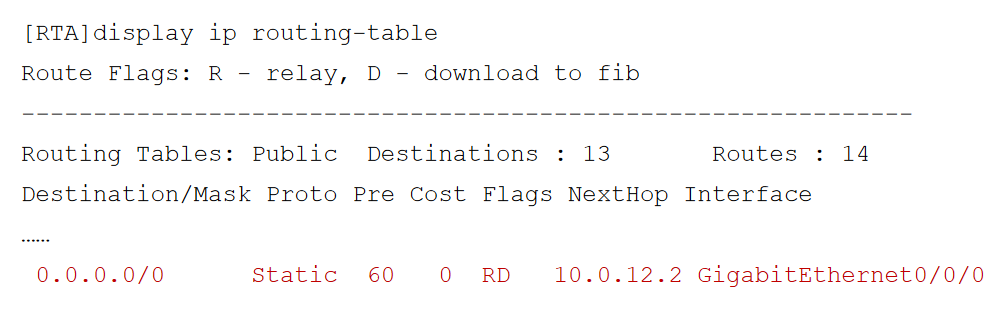 [RTA]display ip routing-table
Route Flags: R - relay, D - download to fib
--------------------------------------------------------------
Routing Tables: Public  Destinations : 13       Routes : 14
Destination/Mask Proto Pre Cost Flags NextHop Interface
……
0.0.0.0/0      Static  60   0  RD   10.0.12.2 GigabitEthernet0/0/0